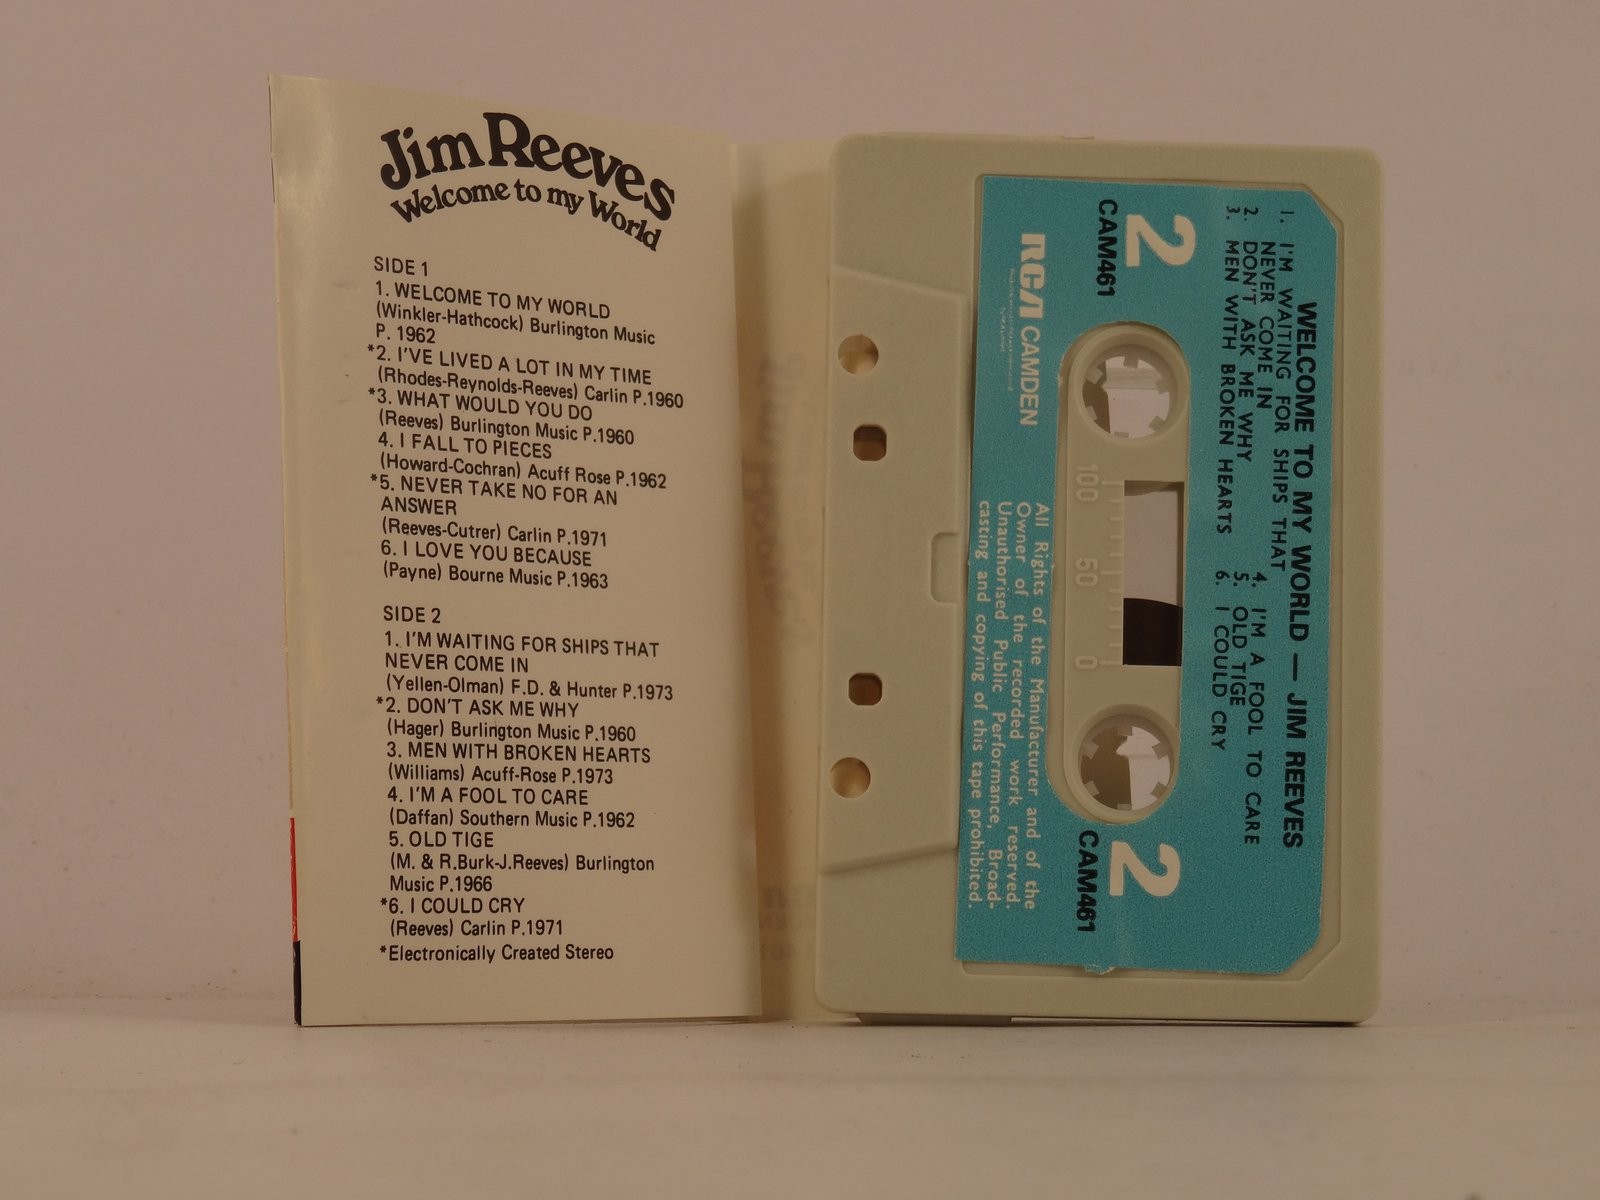 Jim Reeves
Welcome to my World
SIDE 1
1. WELCOME TO MY WORLD
(Winkler-Hathcock) Burlington Music
P. 1962
*2. I'VE LIVED A LOT IN MY TIME
(Rhodes-Reynolds-Reeves) Carlin P.1960
*3. WHAT WOULD YOU DO
(Reeves) Burlington Music P.1960
4. I FALL TO PIECES
(Howard-Cochran) Acuff Rose P.1962
*5. NEVER TAKE NO FOR AN
ANSWER
(Reeves-Cutrer) Carlin P.1971
6. I LOVE YOU BECAUSE
(Payne) Bourne Music P.1963
SIDE 2
1. I'M WAITING FOR SHIPS THAT
NEVER COME IN
(Yellen-Olman) F.D. & Hunter P.1973
*2. DON'T ASK ME WHY
(Hager) Burlington Music P.1960
3. MEN WITH BROKEN HEARTS
(Williams) Acuff-Rose P.1973
4. I'M A FOOL TO CARE
(Daffan) Southern Music P.1962
5. OLD TIGE
(M. & R.Burk-J.Reeves) Burlington
Music P.1966
*6. I COULD CRY
(Reeves) Carlin P.1971
*Electronically Created Stereo
WELCOME TO MY WORLD — JIM REEVES
1. I'M WAITING FOR SHIPS THAT
NEVER COME IN
2. DON'T ASK ME WHY
3. MEN WITH BROKEN HEARTS
4. I'M A FOOL TO CARE
5. OLD TIGE
6. I COULD CRY
2
CAM461
2
CAM461
100 50 0
RCA CAMDEN
All Rights of the Manufacturer and of the
Owner of the recorded work reserved.
Unauthorised Public Performance, Broad-
casting and copying of this tape prohibited.